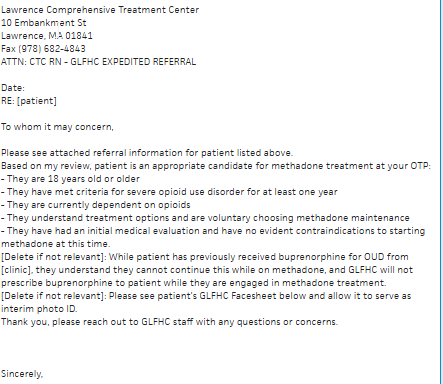 Lawrence Comprehensive Treatment Center
10 Embankment St
Lawrence, MA 01841
Fax (978) 682-4843
ATTN: CTC RN - GLFHC EXPEDITED REFERRAL
Date:
RE: [patient]
To whom it may concern,
Please see attached referral information for patient listed above.
Based on my review, patient is an appropriate candidate for methadone treatment at your OTP:
- They are 18 years old or older
- They have met criteria for severe opioid use disorder for at least one year
- They are currently dependent on opioids
- They understand treatment options and are voluntary choosing methadone maintenance
- They have had an initial medical evaluation and have no evident contraindications to starting
methadone at this time.
[Delete if not relevant]: While patient has previously received buprenorphine for OUD from
[clinic], they understand they cannot continue this while on methadone, and GLFHC will not
prescribe buprenorphine to patient while they are engaged in methadone treatment.
[Delete if not relevant]: Please see patient's GLFHC Facesheet below and allow it to serve as
interim photo ID.
Thank you, please reach out to GLFHC staff with any questions or concerns.
Sincerely,